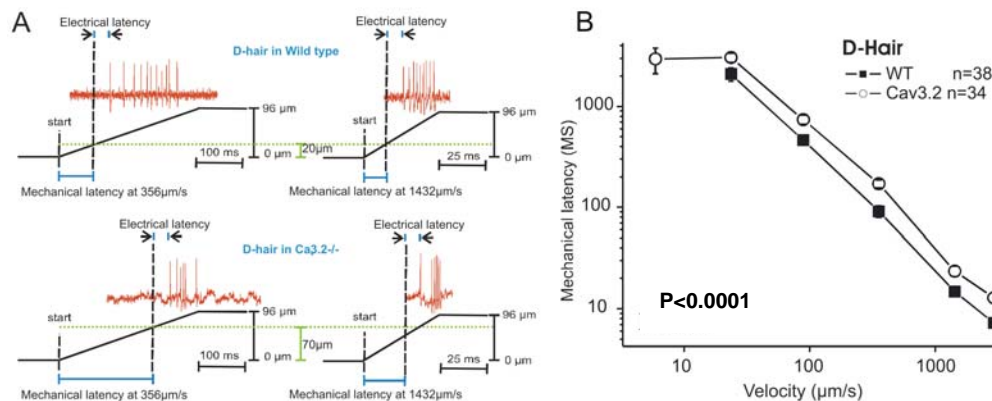 A
Electrical latency
Electrical latency
D-hair in Wild type
96 µm
96 µm
start
start
20µm
0 µm
0 µm
100 ms
25 ms
Mechanical latency at 356µm/s
Mechanical latency at 1432µm/s
Electrical latency
Electrical latency
D-hair in Ca3.2-/-
96 µm
96 µm
start
start
70µm
0 µm
0 µm
100 ms
25 ms
Mechanical latency at 356µm/s
Mechanical latency at 1432µm/s
B
D-Hair
WT n=38
Cav3.2 n=34
Mechanical latency (MS)
1000
100
10
P<0.0001
10
100
1000
Velocity (µm/s)